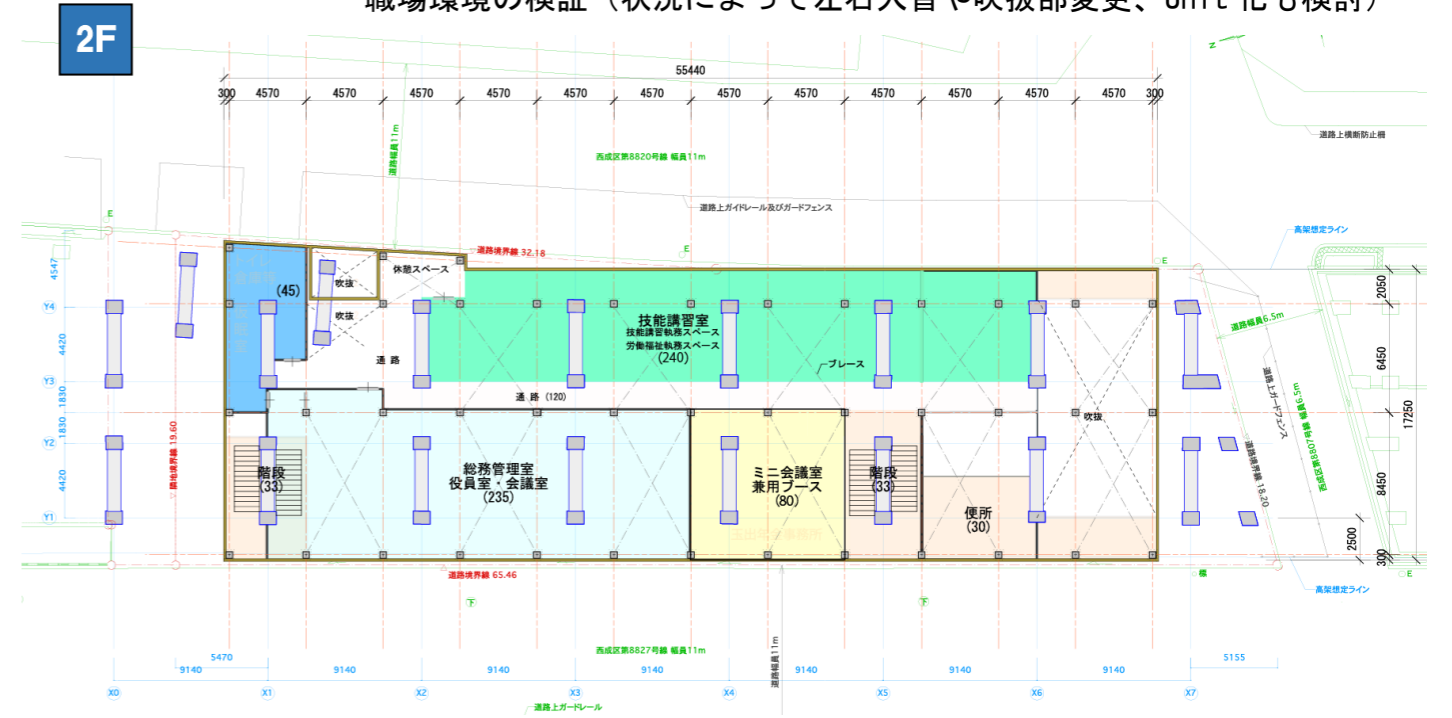 職場環境の検証（状況によって左右入替や吹抜部変更、Unit 化も検討）
2F
55440
300 4570 4570 4570 4570 4570 4570 4570 4570 4570 4570 4570 4570 300
N
道路上横断防止柵
道路幅員11m
西成区第8820号線 幅員11m
道路上ガイドレール及びガードフェンス
E
道路境界線 32.18
E
高架想定ライン
E
4547
トイレ
(45)
吹抜
休憩スペース
2050
Y4
吹抜
技能講習室
技能講習執務スペース
労働福祉執務スペース
(240)
道路幅員6.5m
4420
通 路
ブレース
6450
道路上ガードフェンス
Y3
1830
通 路 (120)
吹抜
西成区第8807号線 幅員6.5m
17250
1830
Y2
隣地境界線 19.60
階段
(33)
総務管理室
役員室・会議室
(235)
ミニ会議室
兼用ブース
(80)
階段
(33)
道路境界線 18.20
8450
4420
便所
(30)
Y1
2500
300
道路境界線 65.46
E
高架想定ライン
下
下
西成区第8827号線 幅員11m
道路幅員11m
5470
5155
9140 9140 9140 9140 9140 9140 9140
X0 X1 X2 X3 X4 X5 X6 X7
道路上ガードレール